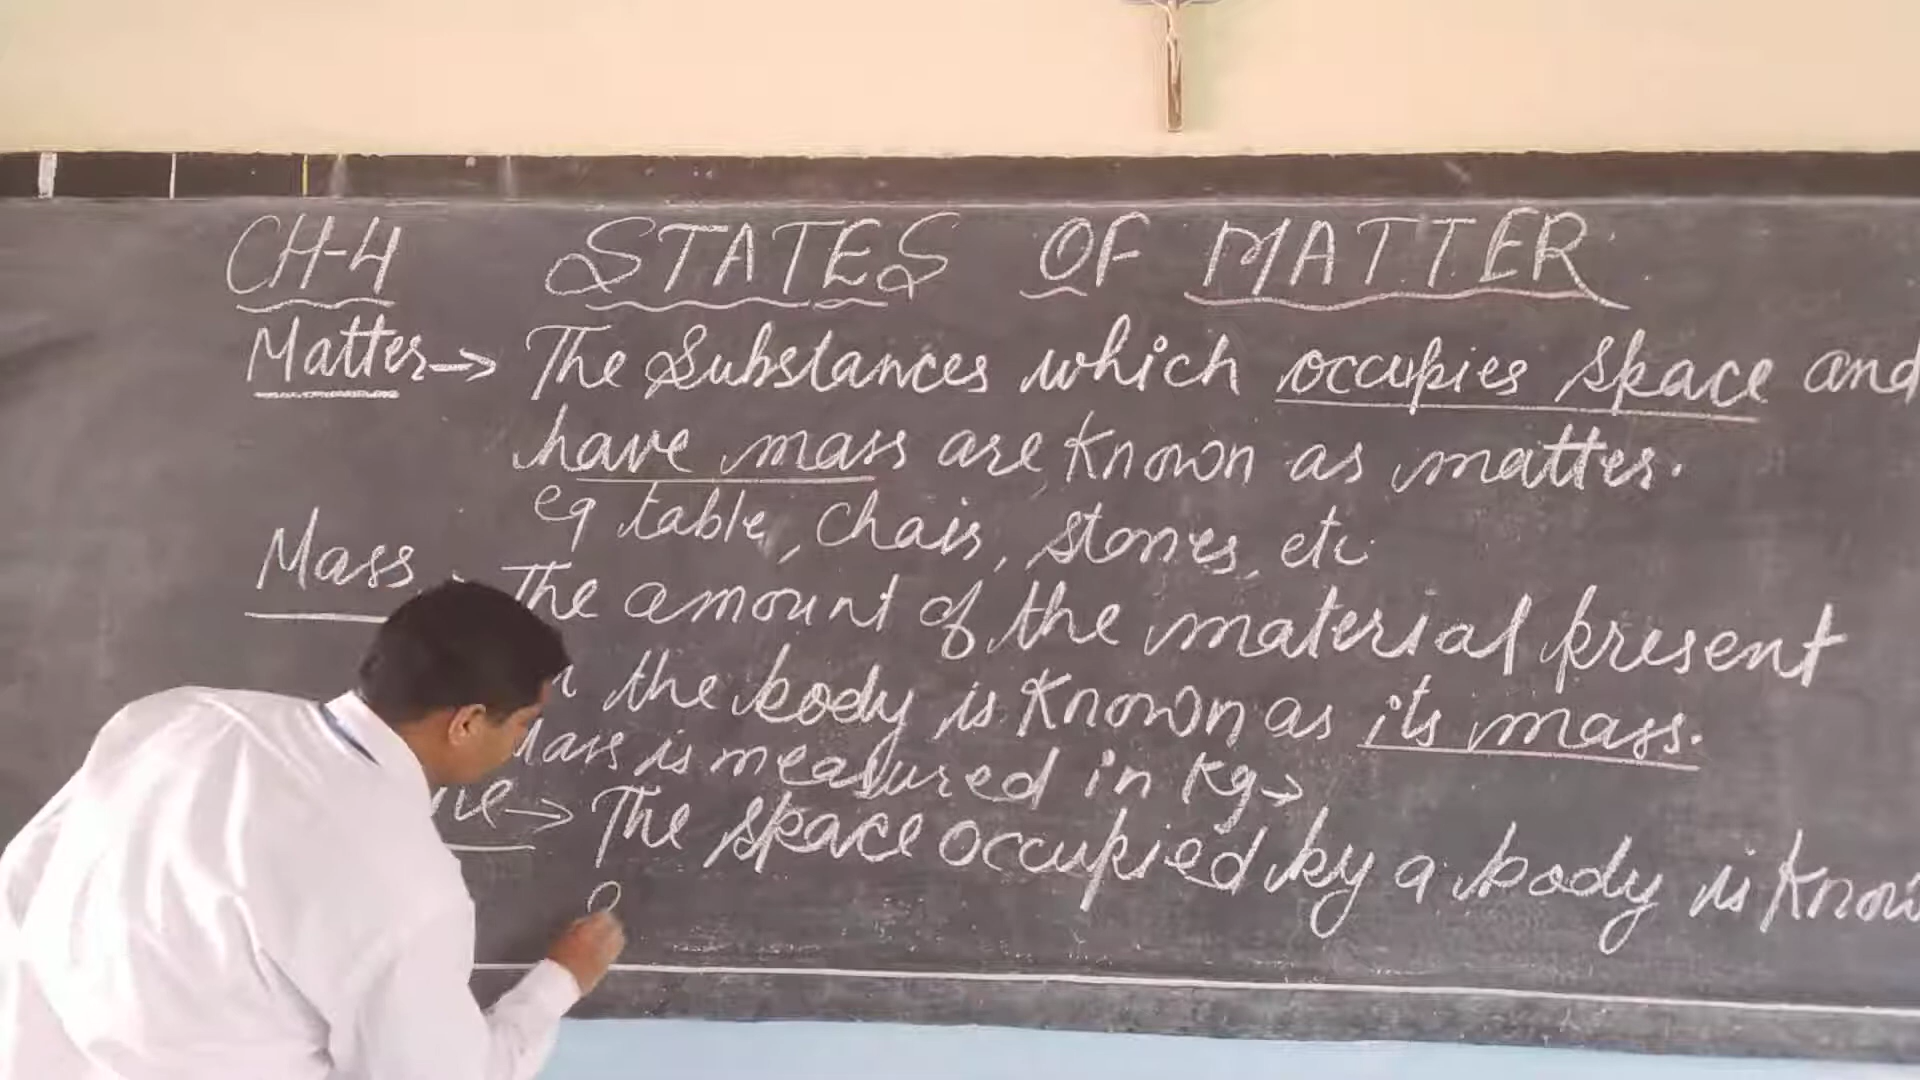 CH-4 STATES OF MATTER
Matter → The Substances which occupies space and
have mass are known as matter.
eg table, chair, stones, etc
Mass The amount of the material present
the body is known as its mass.
Mass is measured in kg
→ The space occupied by a body is